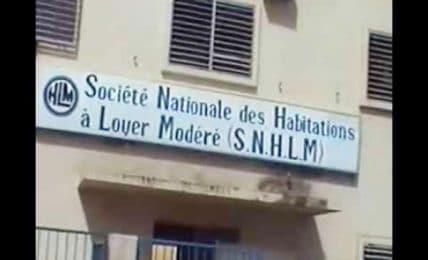 HLM
Société Nationale des Habitations
à Loyer Modéré (S.N.H.L.M)